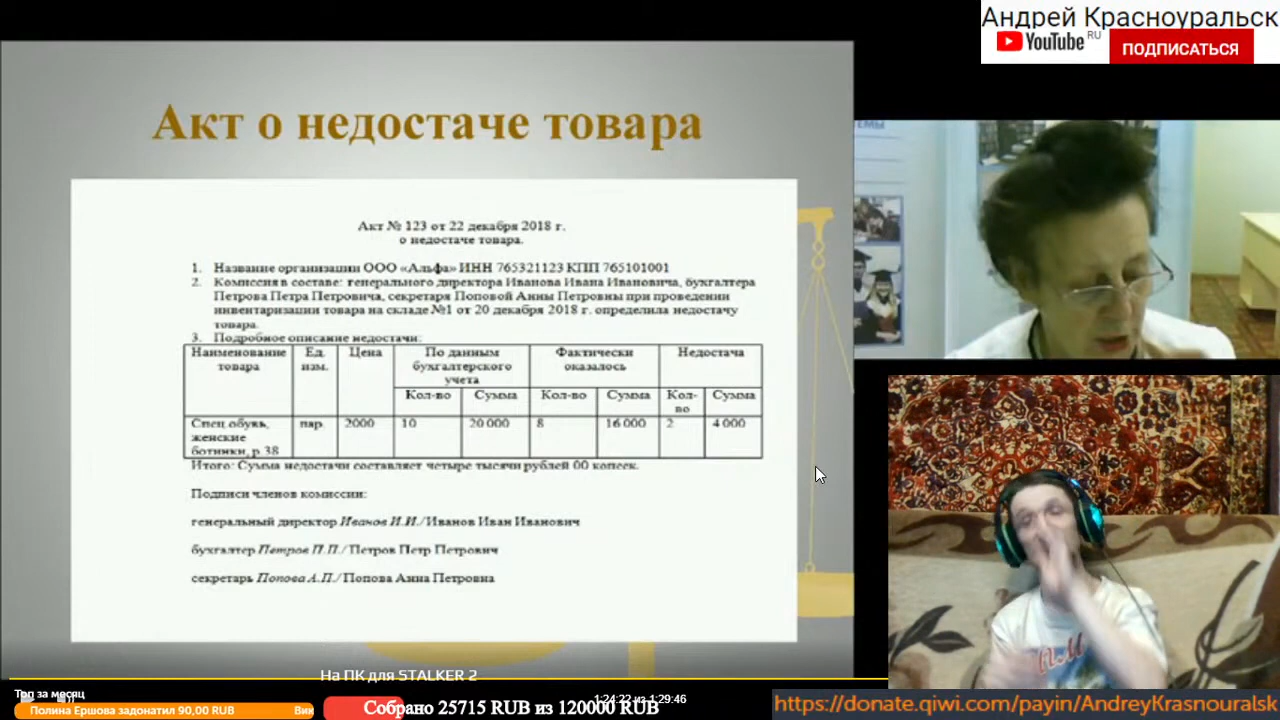 Андрей Красноуральск
YouTube RU
ПОДПИСАТЬСЯ
Акт о недостаче товара
Акт № 123 от 22 декабря 2018 г.
о недостаче товара.
1. Название организации ООО «Альфа» ИНН 765321123 КПП 765101001
2. Комиссия в составе: генерального директора Иванова Ивана Ивановича, бухгалтера
Петрова Петра Петровича, секретаря Поповой Анны Петровны при проведении
инвентаризации товара на складе №1 от 20 декабря 2018 г. определила недостачу
товара.
3. Подробное описание недостачи:
Наименование товара Ед. изм. Цена По данным бухгалтерского учета Фактически оказалось Недостача
Кол-во Сумма Кол-во Сумма Кол-во Сумма
Спец.обувь, женские ботинки, р.38 пар. 2000 10 20 000 8 16 000 2 4 000
Итого: Сумма недостачи составляет четыре тысячи рублей 00 копеек.
Подписи членов комиссии:
генеральный директор Иванов И.И./ Иванов Иван Иванович
бухгалтер Петров П.П./ Петров Петр Петрович
секретарь Попова А.П./ Попова Анна Петровна
На ПК для STALKER 2
Топ за месяц
Полина Ершова задонатил 90,00 RUB Вик
Собрано 25715 RUB из 120000 RUB
1:24:22 из 1:29:46
https://donate.qiwi.com/payin/AndreyKrasnouralsk